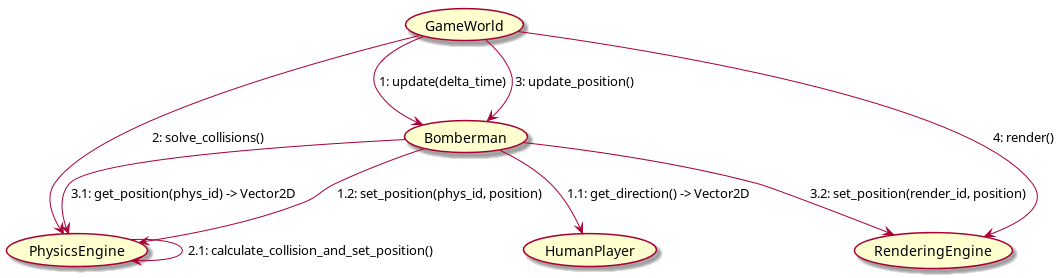 GameWorld
1: update(delta_time)
3: update_position()
2: solve_collisions()
4: render()
Bomberman
3.1: get_position(phys_id) -> Vector2D
1.2: set_position(phys_id, position)
1.1: get_direction() -> Vector2D
3.2: set_position(render_id, position)
PhysicsEngine
2.1: calculate_collision_and_set_position()
HumanPlayer
RenderingEngine